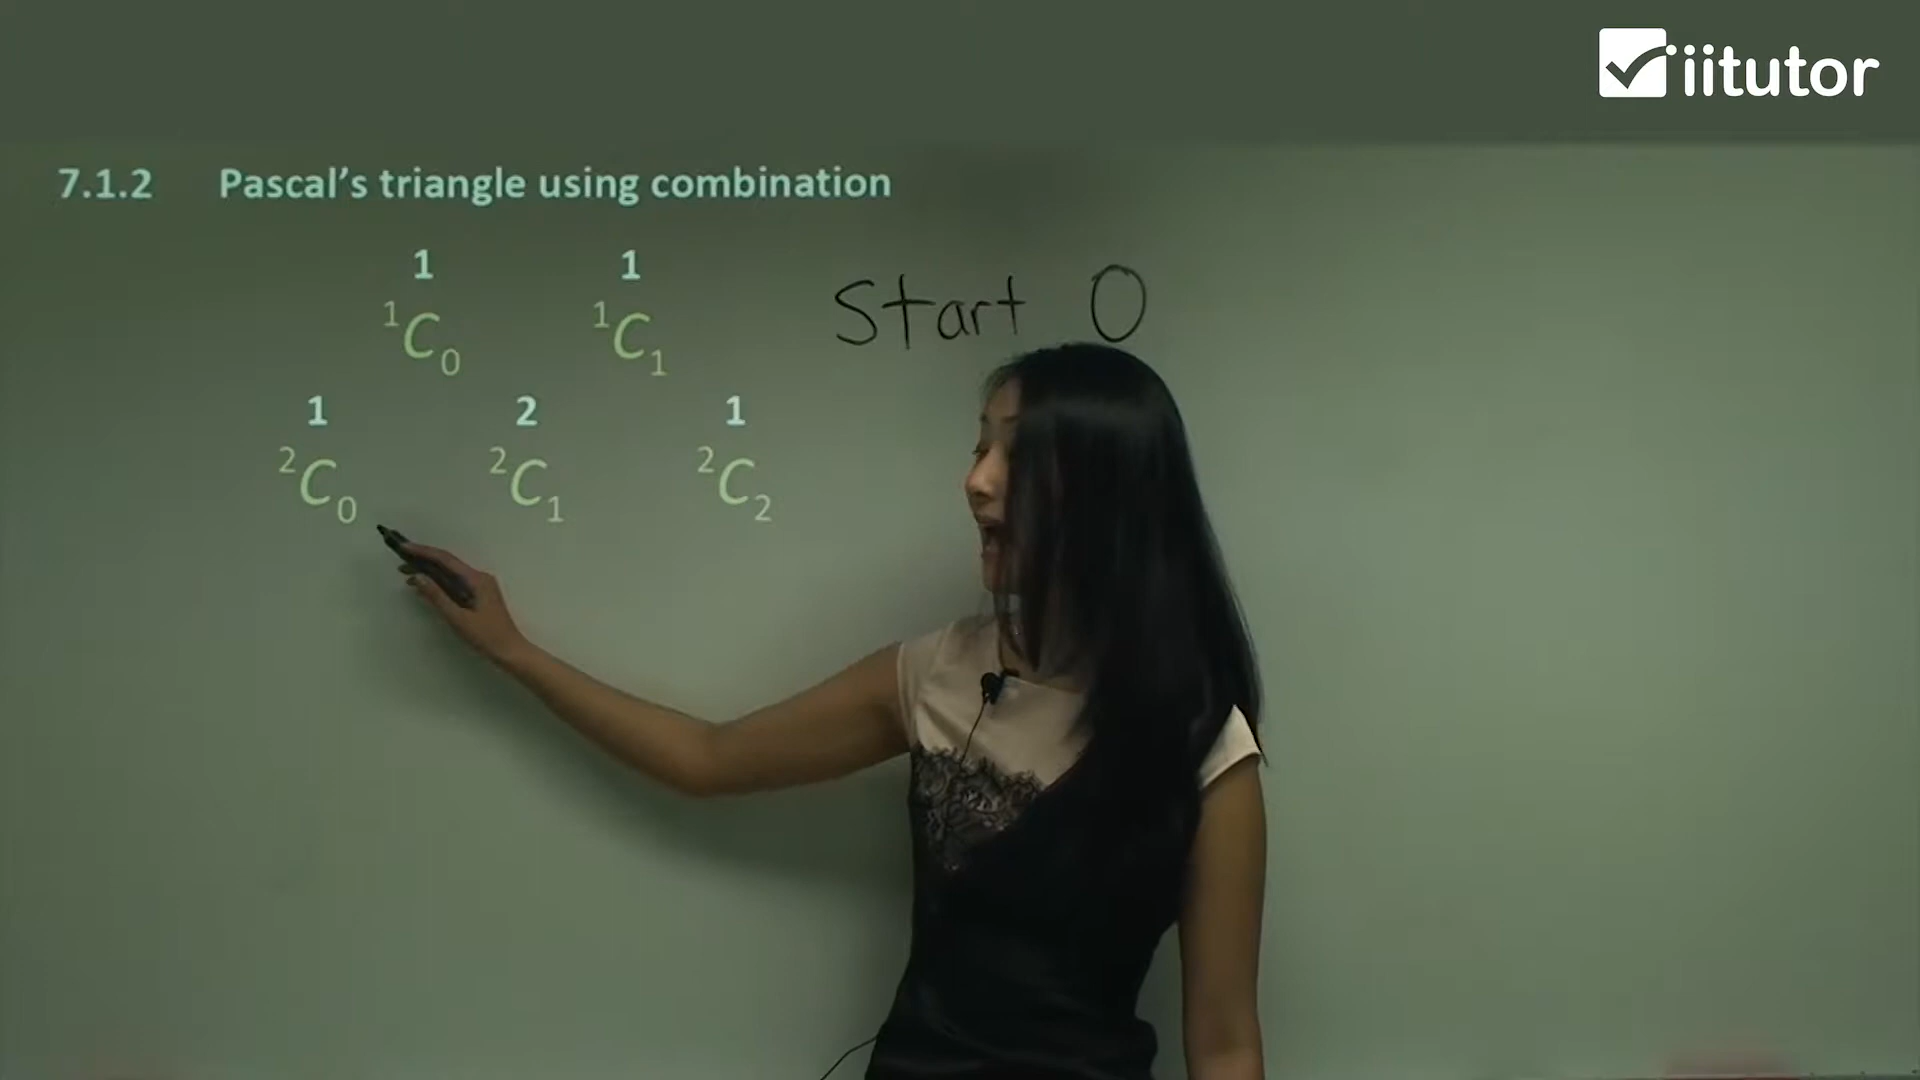 iitutor
7.1.2 Pascal's triangle using combination
1 1
¹C₀ ¹C₁
Start 0
1 2 1
²C₀ ²C₁ ²C₂